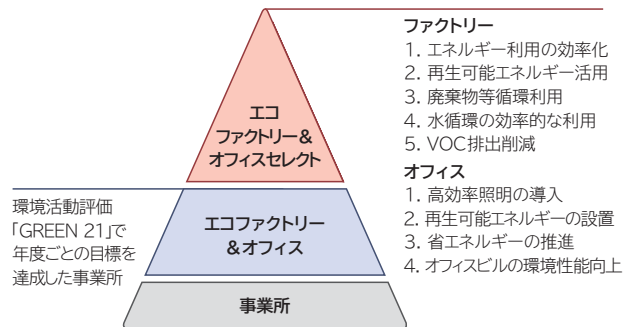 ファクトリー
1. エネルギー利用の効率化
2. 再生可能エネルギー活用
3. 廃棄物等循環利用
4. 水循環の効率的な利用
5. VOC排出削減
オフィス
1. 高効率照明の導入
2. 再生可能エネルギーの設置
3. 省エネルギーの推進
4. オフィスビルの環境性能向上
エコ
ファクトリー&
オフィスセレクト
環境活動評価
「GREEN 21」で
年度ごとの目標を
達成した事業所
エコファクトリー
&オフィス
事業所